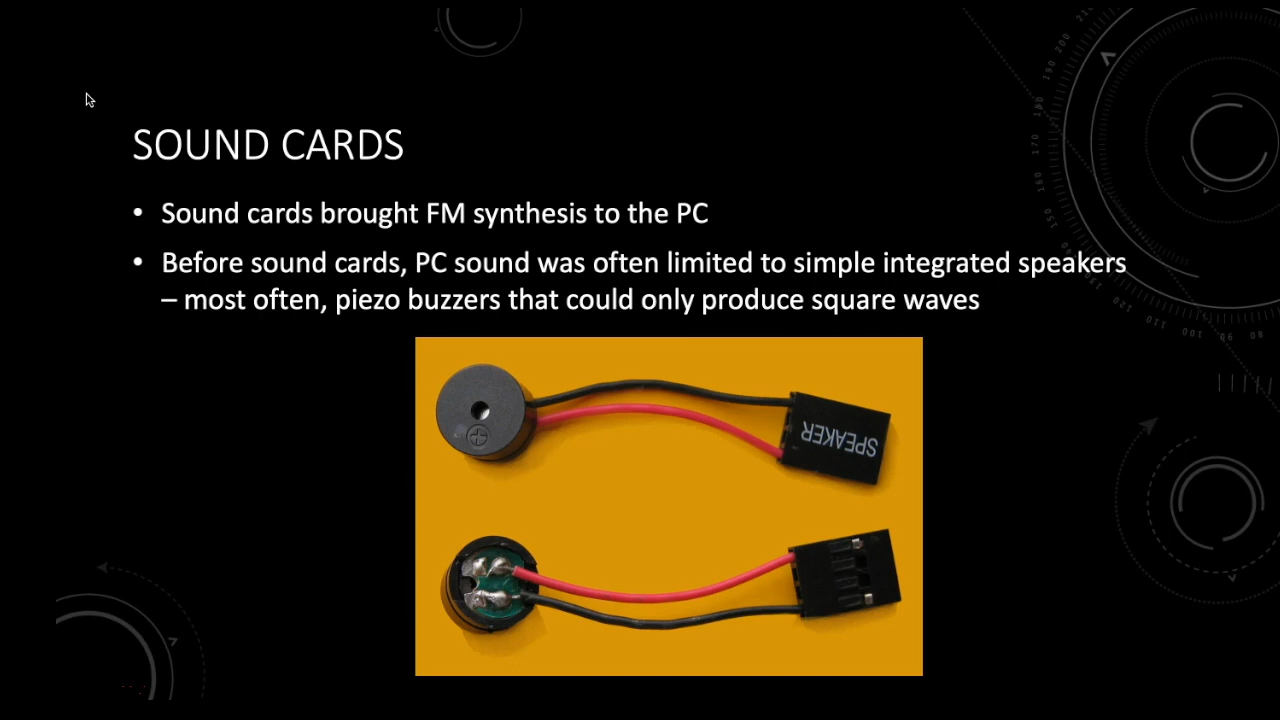 SOUND CARDS
• Sound cards brought FM synthesis to the PC
• Before sound cards, PC sound was often limited to simple integrated speakers
– most often, piezo buzzers that could only produce square waves
SPEAKER